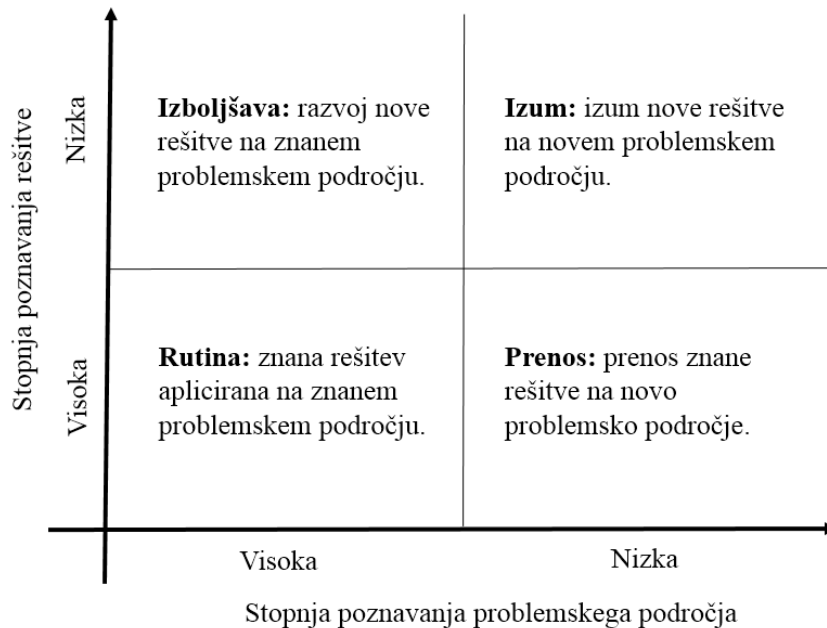 Stopnja poznavanja rešitve
Nizka
Visoka
Izboljšava: razvoj nove
rešitve na znanem
problemskem področju.
Izum: izum nove rešitve
na novem problemskem
področju.
Rutina: znana rešitev
aplicirana na znanem
problemskem področju.
Prenos: prenos znane
rešitve na novo
problemsko področje.
Visoka
Nizka
Stopnja poznavanja problemskega področja